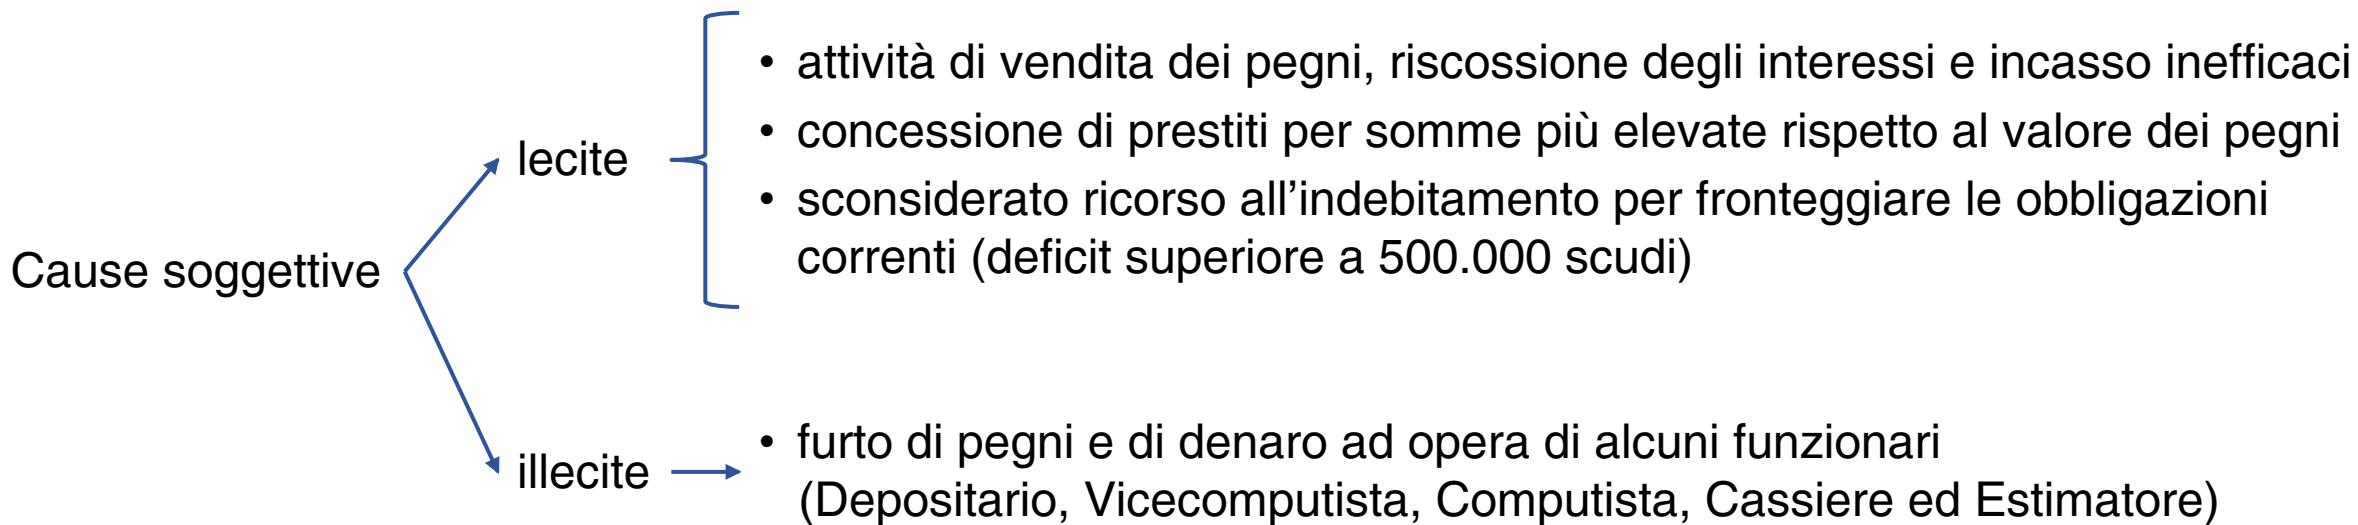 Cause soggettive
lecite
• attività di vendita dei pegni, riscossione degli interessi e incasso inefficaci
• concessione di prestiti per somme più elevate rispetto al valore dei pegni
• sconsiderato ricorso all’indebitamento per fronteggiare le obbligazioni
correnti (deficit superiore a 500.000 scudi)
illecite
• furto di pegni e di denaro ad opera di alcuni funzionari
(Depositario, Vicecomputista, Computista, Cassiere ed Estimatore)